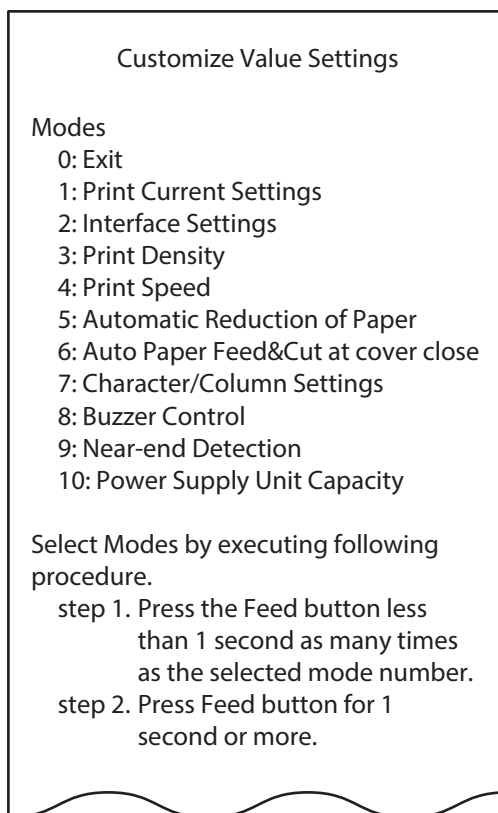 Customize Value Settings
Modes
0: Exit
1: Print Current Settings
2: Interface Settings
3: Print Density
4: Print Speed
5: Automatic Reduction of Paper
6: Auto Paper Feed&Cut at cover close
7: Character/Column Settings
8: Buzzer Control
9: Near-end Detection
10: Power Supply Unit Capacity
Select Modes by executing following
procedure.
step 1. Press the Feed button less
than 1 second as many times
as the selected mode number.
step 2. Press Feed button for 1
second or more.